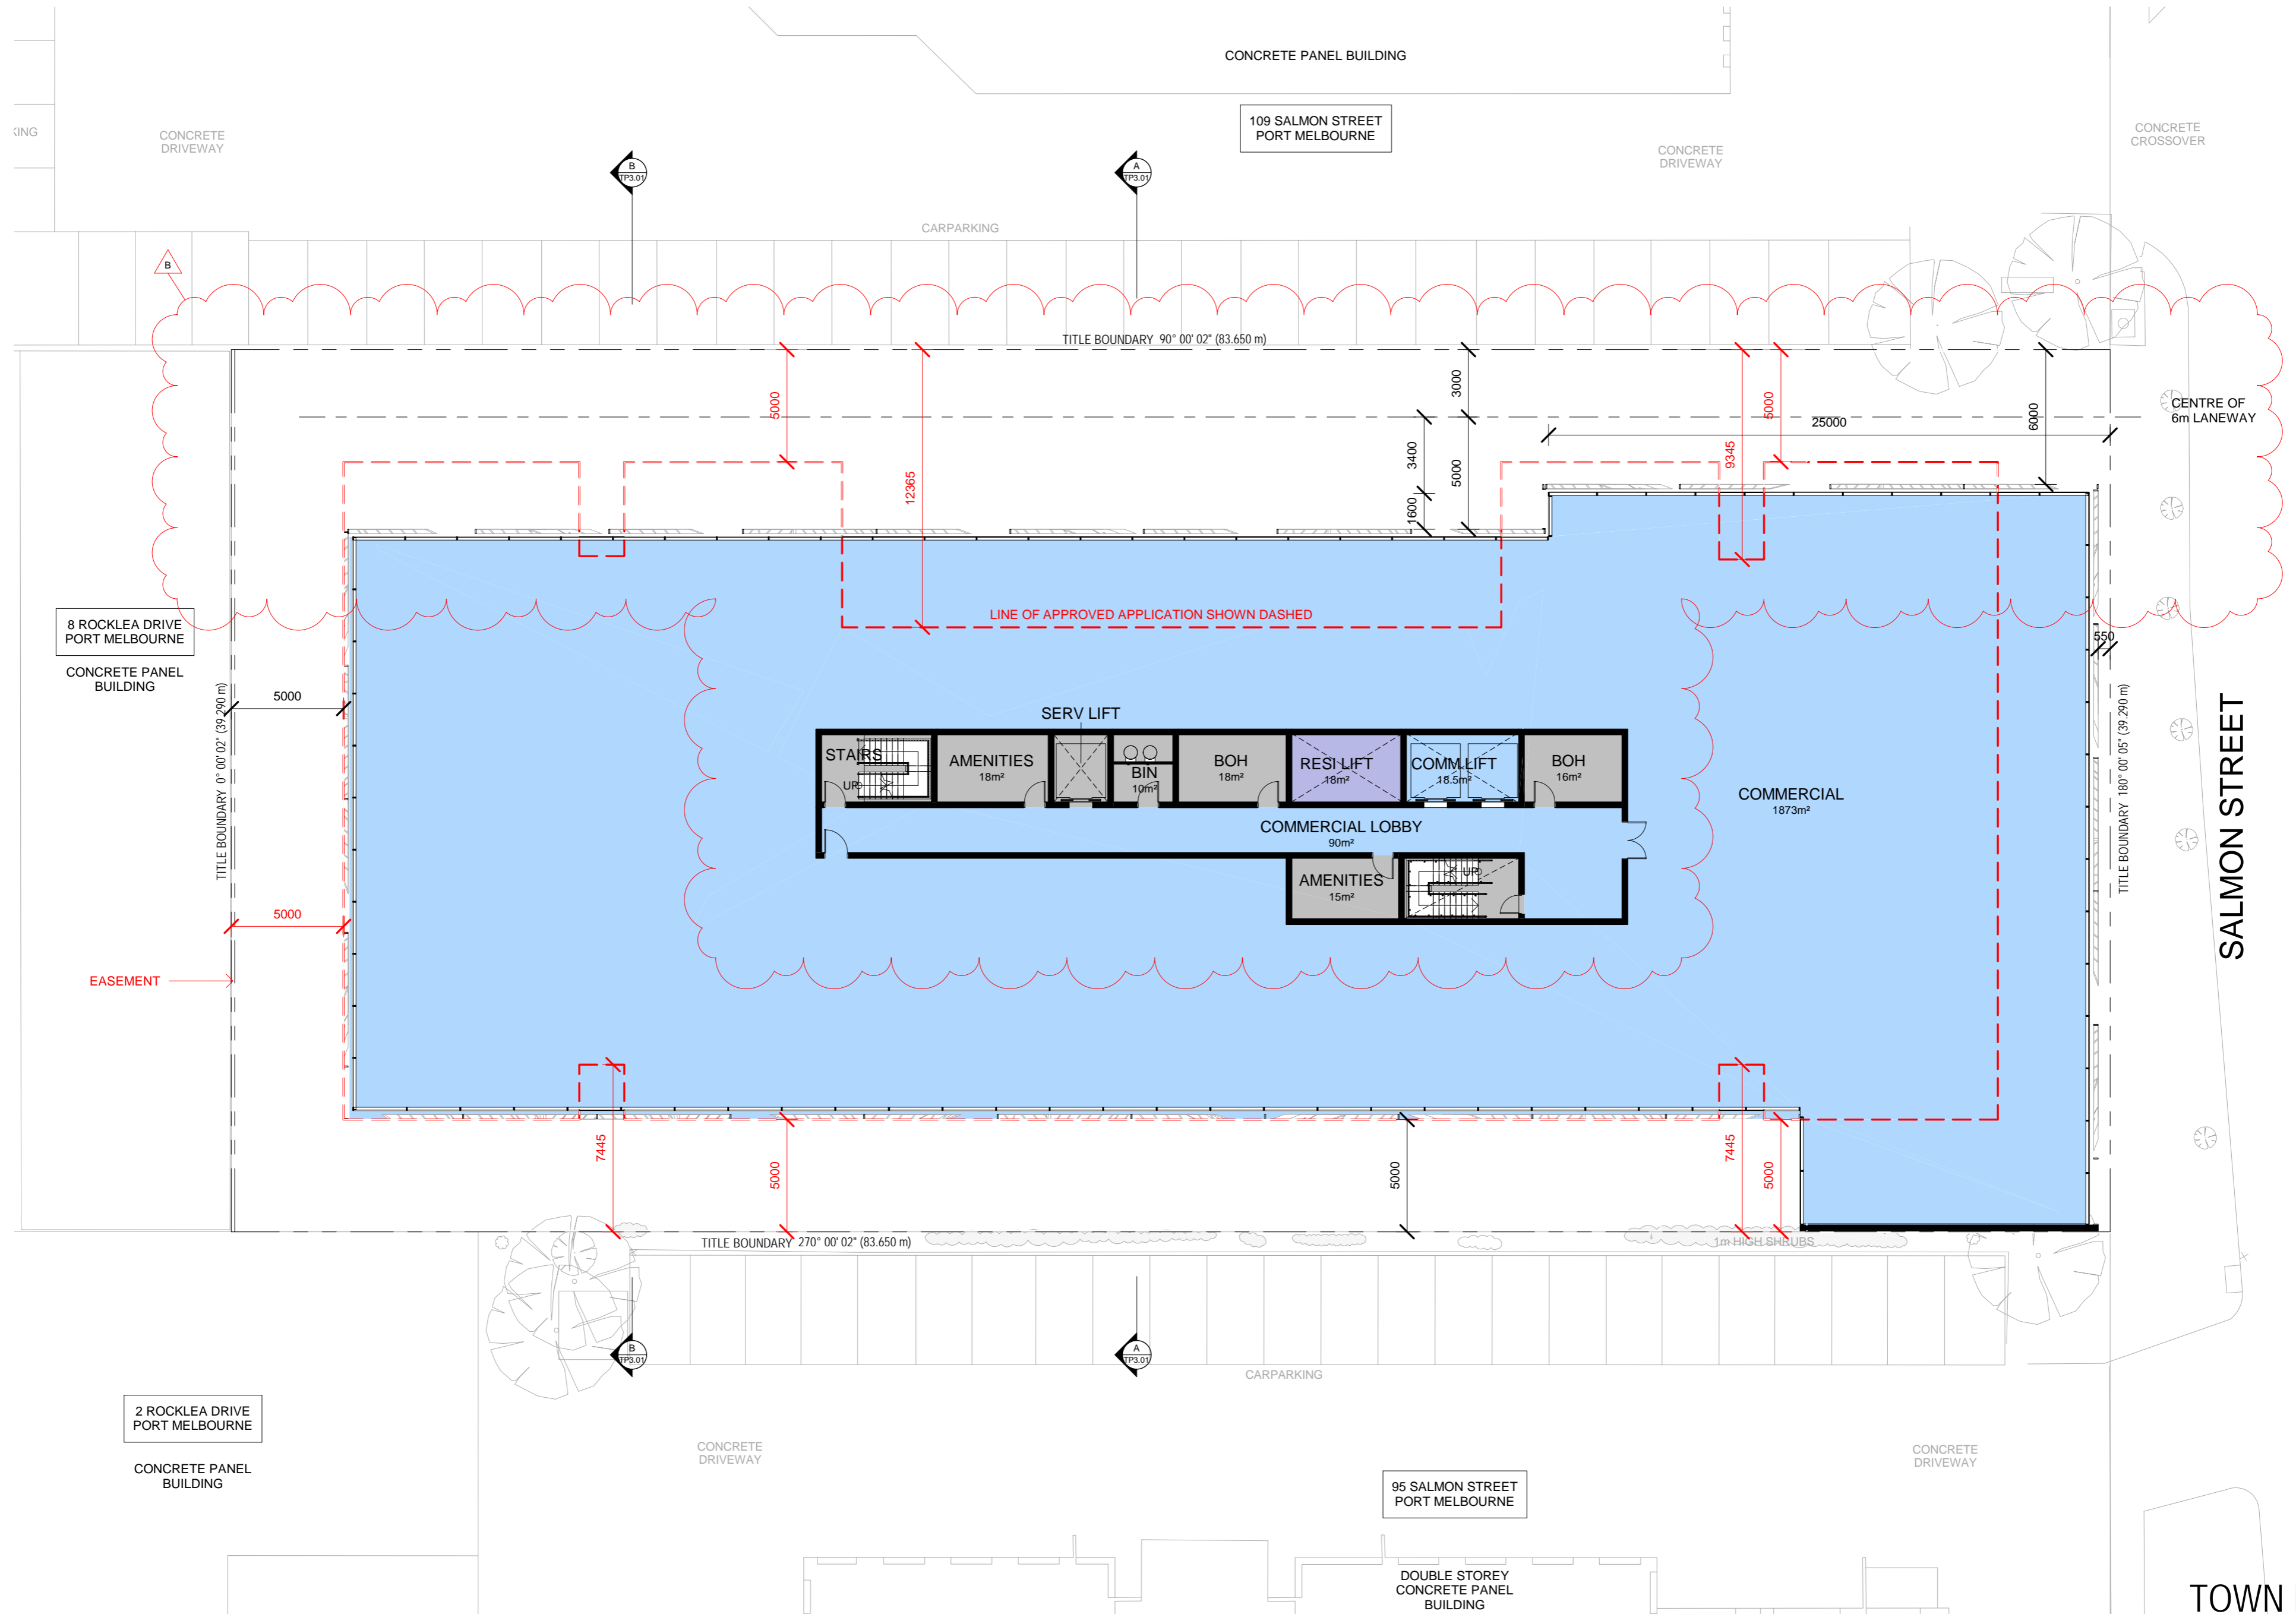 CONCRETE PANEL BUILDING
109 SALMON STREET
PORT MELBOURNE
KING
CONCRETE
DRIVEWAY
CONCRETE
DRIVEWAY
CONCRETE
CROSSOVER
B
TP3.01
A
TP3.01
CARPARKING
B
TITLE BOUNDARY 90° 00' 02" (83.650 m)
5000
12365
3000
3400
5000
1600
9345
5000
25000
6000
CENTRE OF
6m LANEWAY
LINE OF APPROVED APPLICATION SHOWN DASHED
8 ROCKLEA DRIVE
PORT MELBOURNE
CONCRETE PANEL
BUILDING
5000
TITLE BOUNDARY 0° 00' 02" (39.290 m)
5000
EASEMENT
SERV LIFT
STAIRS
UP
AMENITIES
18m²
BIN
10m²
BOH
18m²
RESI LIFT
18m²
COMM.LIFT
18.5m²
BOH
16m²
COMMERCIAL LOBBY
90m²
AMENITIES
15m²
UP
COMMERCIAL
1873m²
550
TITLE BOUNDARY 180° 00' 05" (39.290 m)
SALMON STREET
7445
5000
5000
7445
5000
TITLE BOUNDARY 270° 00' 02" (83.650 m)
1m HIGH SHRUBS
B
TP3.01
A
TP3.01
CARPARKING
2 ROCKLEA DRIVE
PORT MELBOURNE
CONCRETE PANEL
BUILDING
CONCRETE
DRIVEWAY
95 SALMON STREET
PORT MELBOURNE
CONCRETE
DRIVEWAY
DOUBLE STOREY
CONCRETE PANEL
BUILDING
TOWN